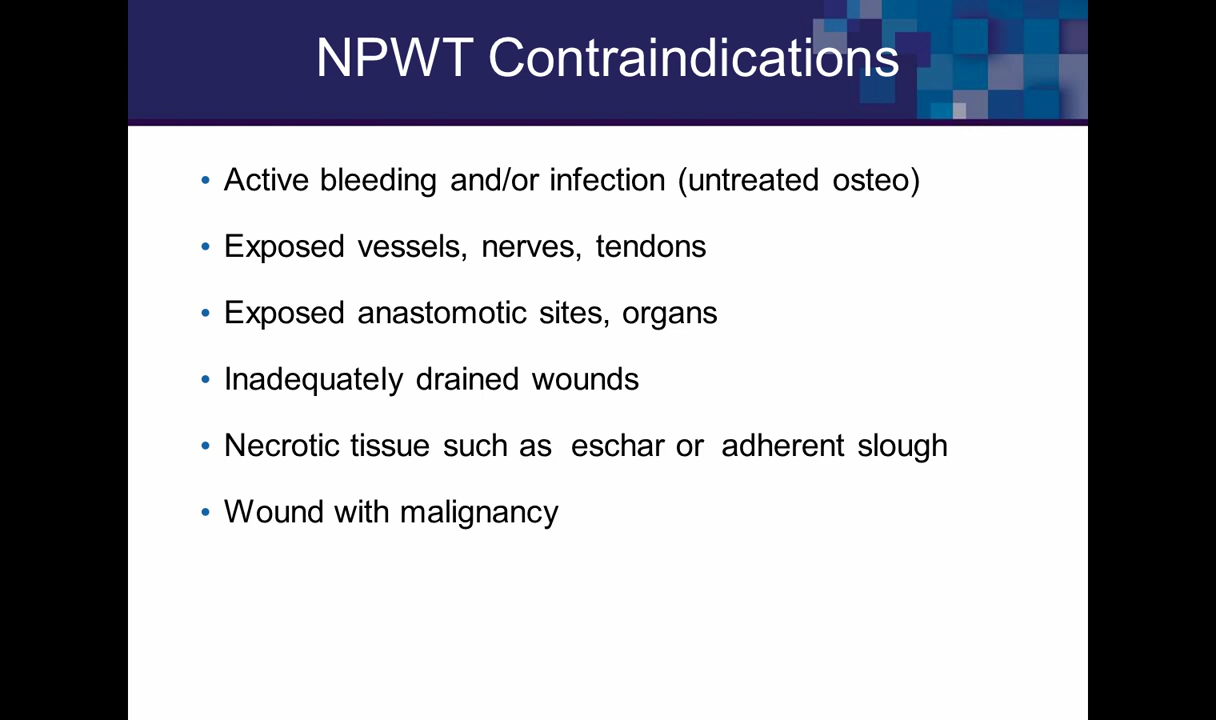 NPWT Contraindications
• Active bleeding and/or infection (untreated osteo)
• Exposed vessels, nerves, tendons
• Exposed anastomotic sites, organs
• Inadequately drained wounds
• Necrotic tissue such as eschar or adherent slough
• Wound with malignancy